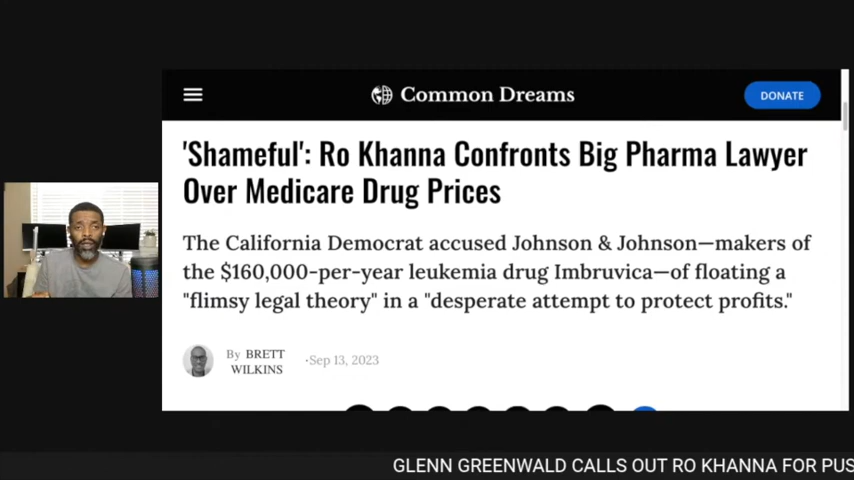 Common Dreams
DONATE
'Shameful': Ro Khanna Confronts Big Pharma Lawyer
Over Medicare Drug Prices
The California Democrat accused Johnson & Johnson—makers of
the $160,000-per-year leukemia drug Imbruvica—of floating a
"flimsy legal theory" in a "desperate attempt to protect profits."
By BRETT
WILKINS
·Sep 13, 2023
GLENN GREENWALD CALLS OUT RO KHANNA FOR PUS